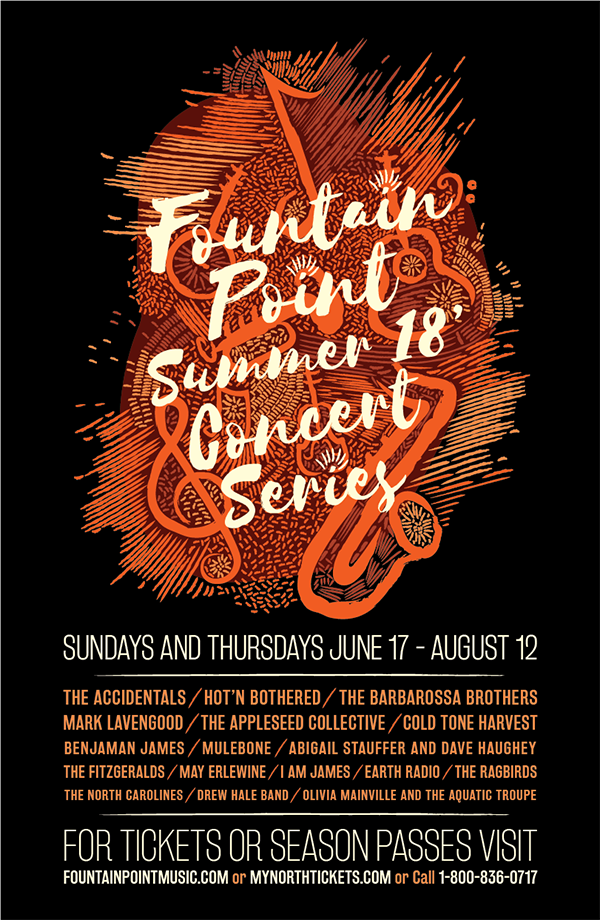 Fountain
Point
Summer 18'
Concert
Series
SUNDAYS AND THURSDAYS JUNE 17 - AUGUST 12
THE ACCIDENTALS / HOT'N BOTHERED / THE BARBAROSSA BROTHERS
MARK LAVENGOOD / THE APPLESEED COLLECTIVE / COLD TONE HARVEST
BENJAMAN JAMES / MULEBONE / ABIGAIL STAUFFER AND DAVE HAUGHEY
THE FITZGERALDS / MAY ERLEWINE / I AM JAMES / EARTH RADIO / THE RAGBIRDS
THE NORTH CAROLINES / DREW HALE BAND / OLIVIA MAINVILLE AND THE AQUATIC TROUPE
FOR TICKETS OR SEASON PASSES VISIT
FOUNTAINPOINTMUSIC.COM or MYNORTHTICKETS.COM or Call 1-800-836-0717